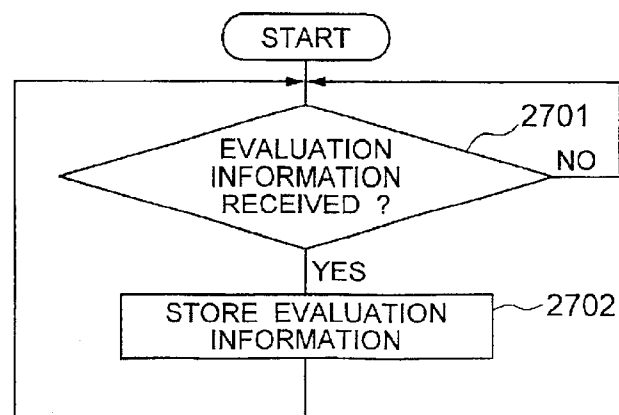 START
2701
EVALUATION
INFORMATION
RECEIVED ?
NO
YES
STORE EVALUATION
INFORMATION
2702